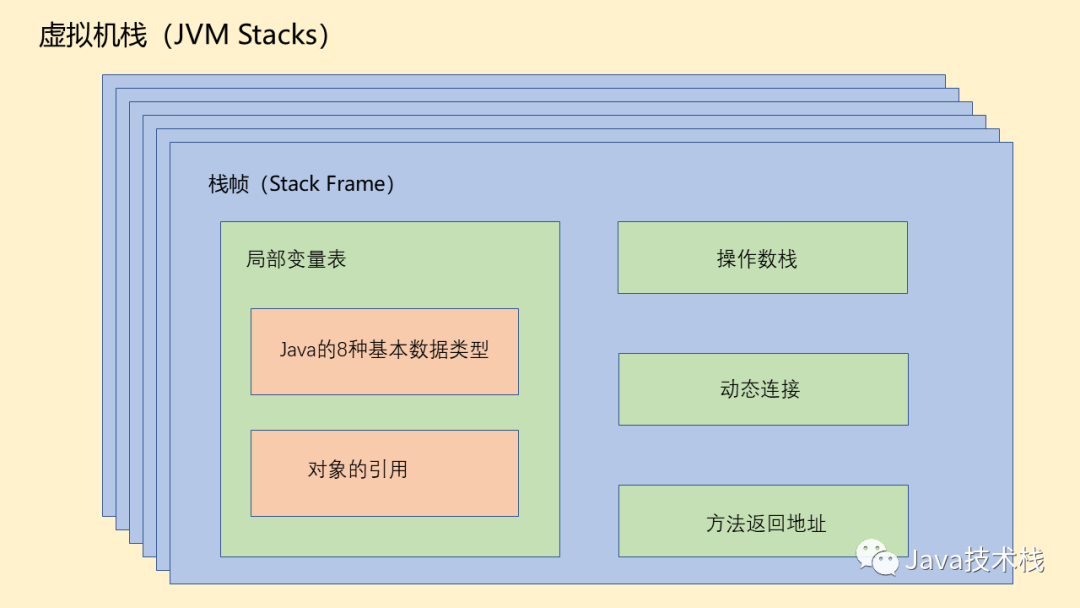 虚拟机栈（JVM Stacks）
栈帧（Stack Frame）
局部变量表
Java的8种基本数据类型
对象的引用
操作数栈
动态连接
方法返回地址
Java技术栈